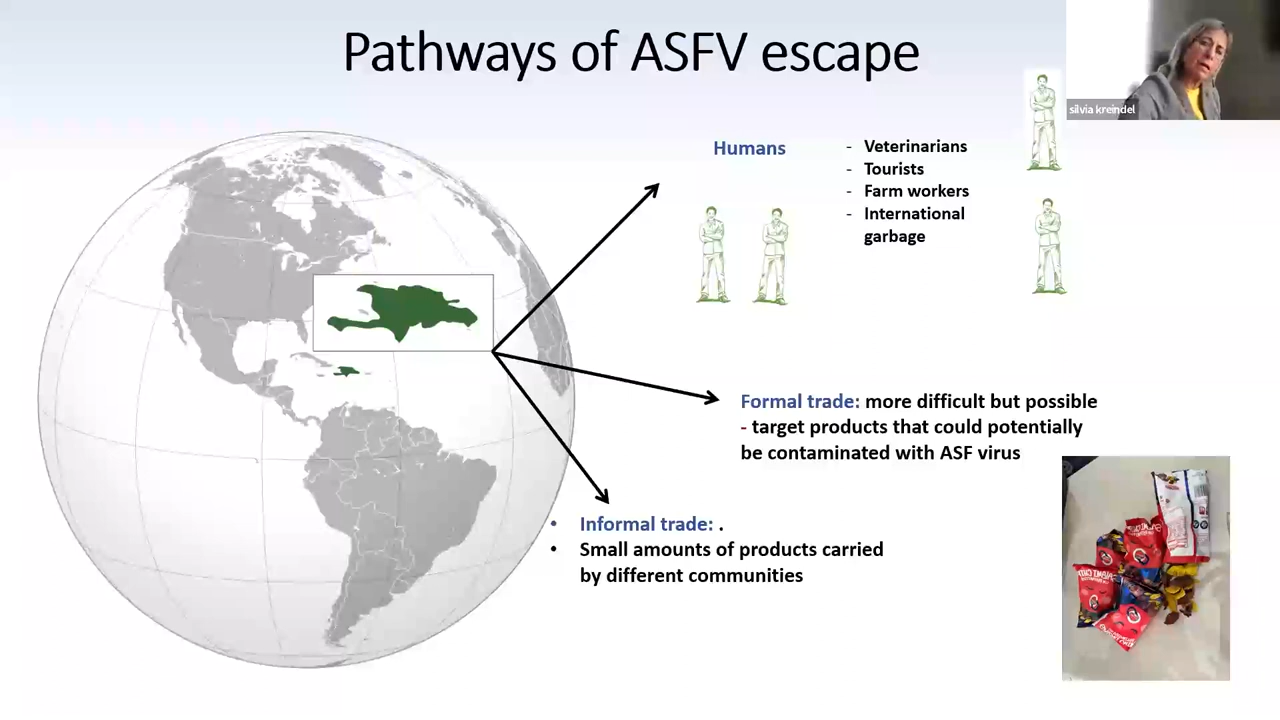 Pathways of ASFV escape
silvia kreindel
Humans
- Veterinarians
- Tourists
- Farm workers
- International
garbage
Formal trade: more difficult but possible
- target products that could potentially
be contaminated with ASF virus
• Informal trade: .
• Small amounts of products carried
by different communities